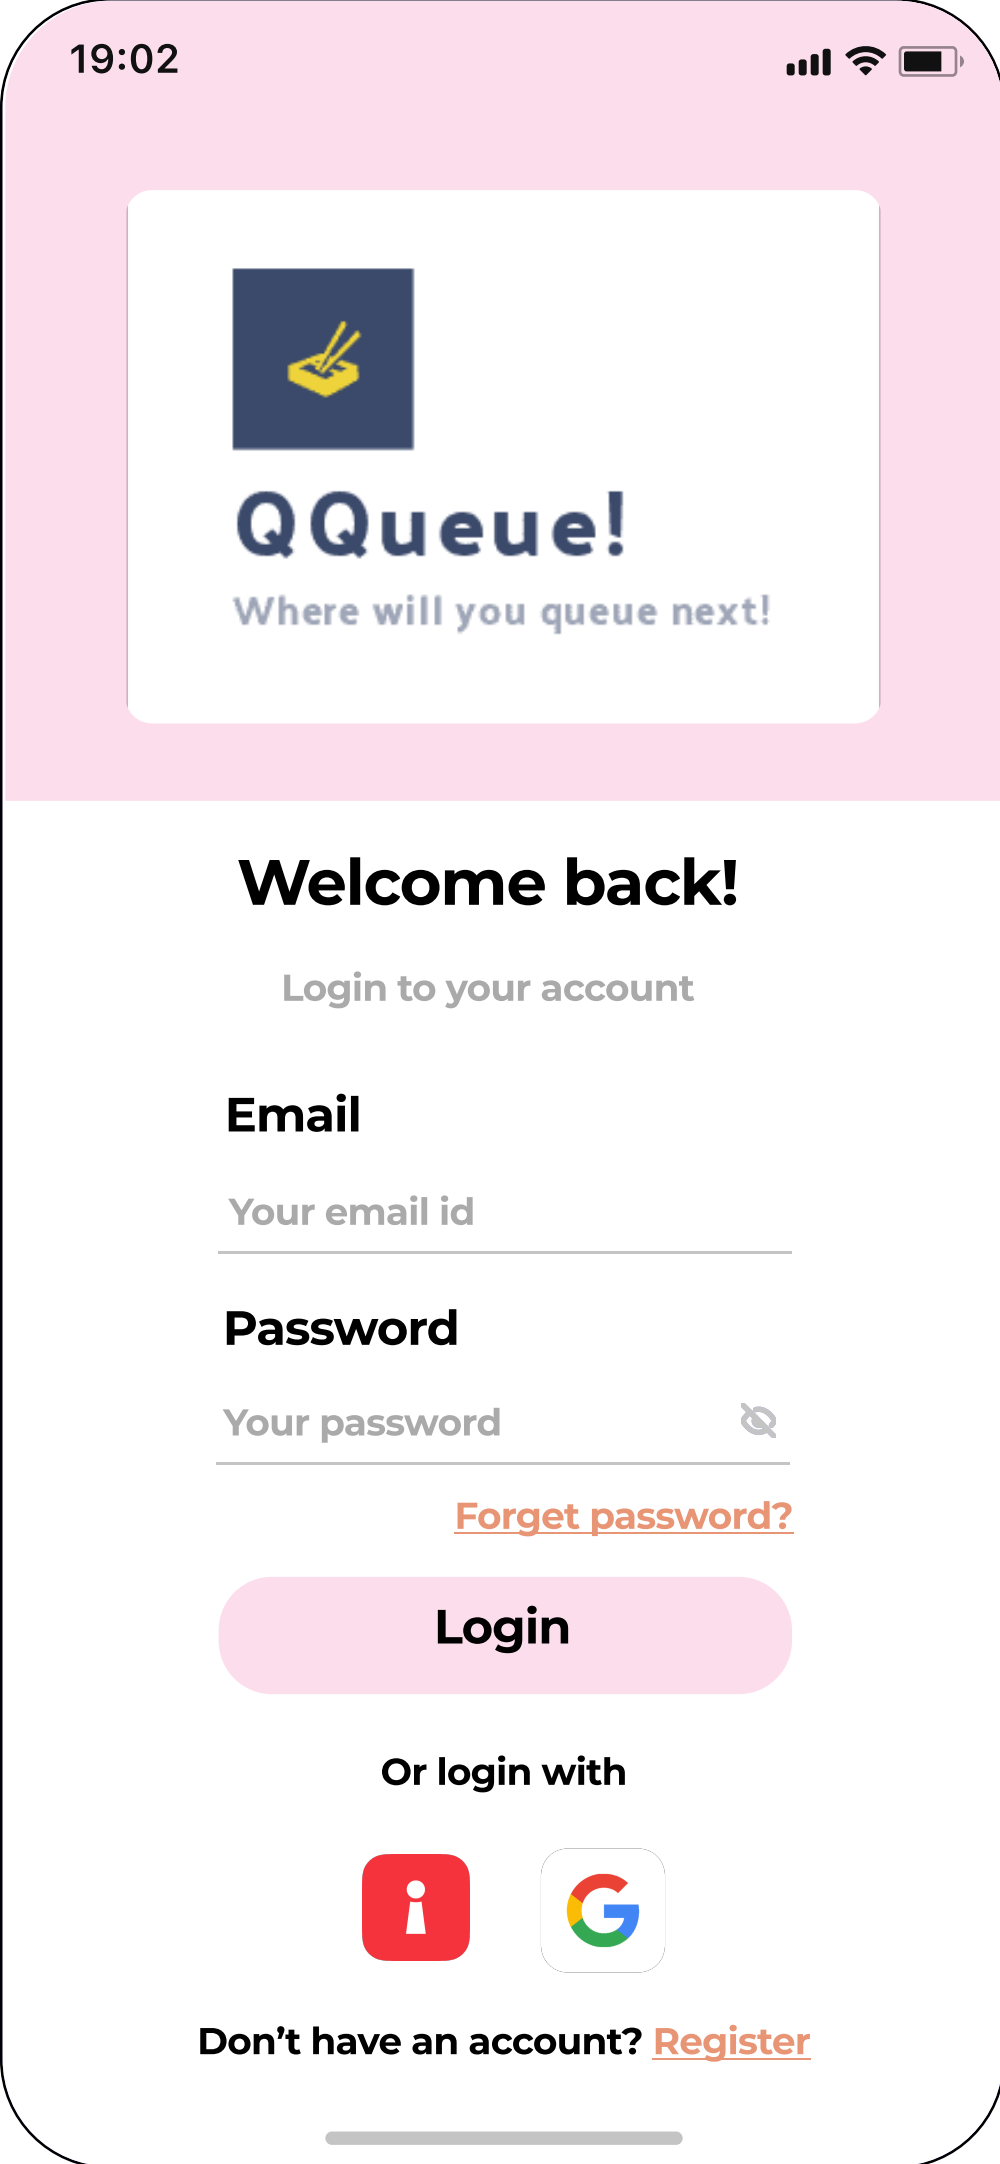 19:02
QQueue!
Where will you queue next!
Welcome back!
Login to your account
Email
Your email id
Password
Your password
Forget password?
Login
Or login with
Don’t have an account? Register